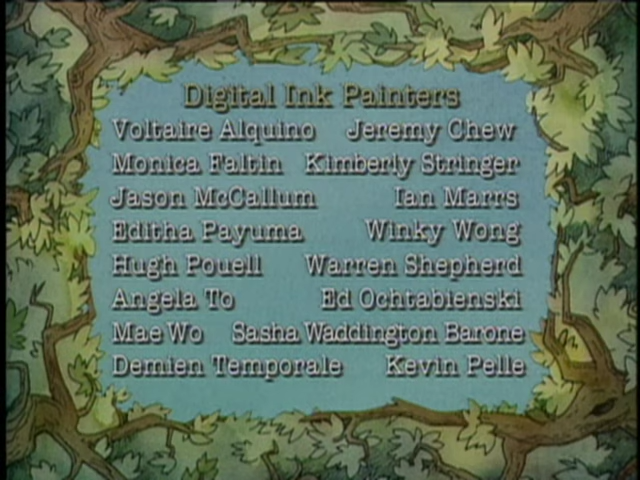 Digital Ink Painters
Voltaire Alquino Jeremy Chew
Monica Faltin Kimberly Stringer
Jason McCallum Ian Marrs
Editha Payuma Winky Wong
Hugh Pouell Warren Shepherd
Angela To Ed Ochtabienski
Mae Wo Sasha Waddington Barone
Demien Temporale Kevin Pelle